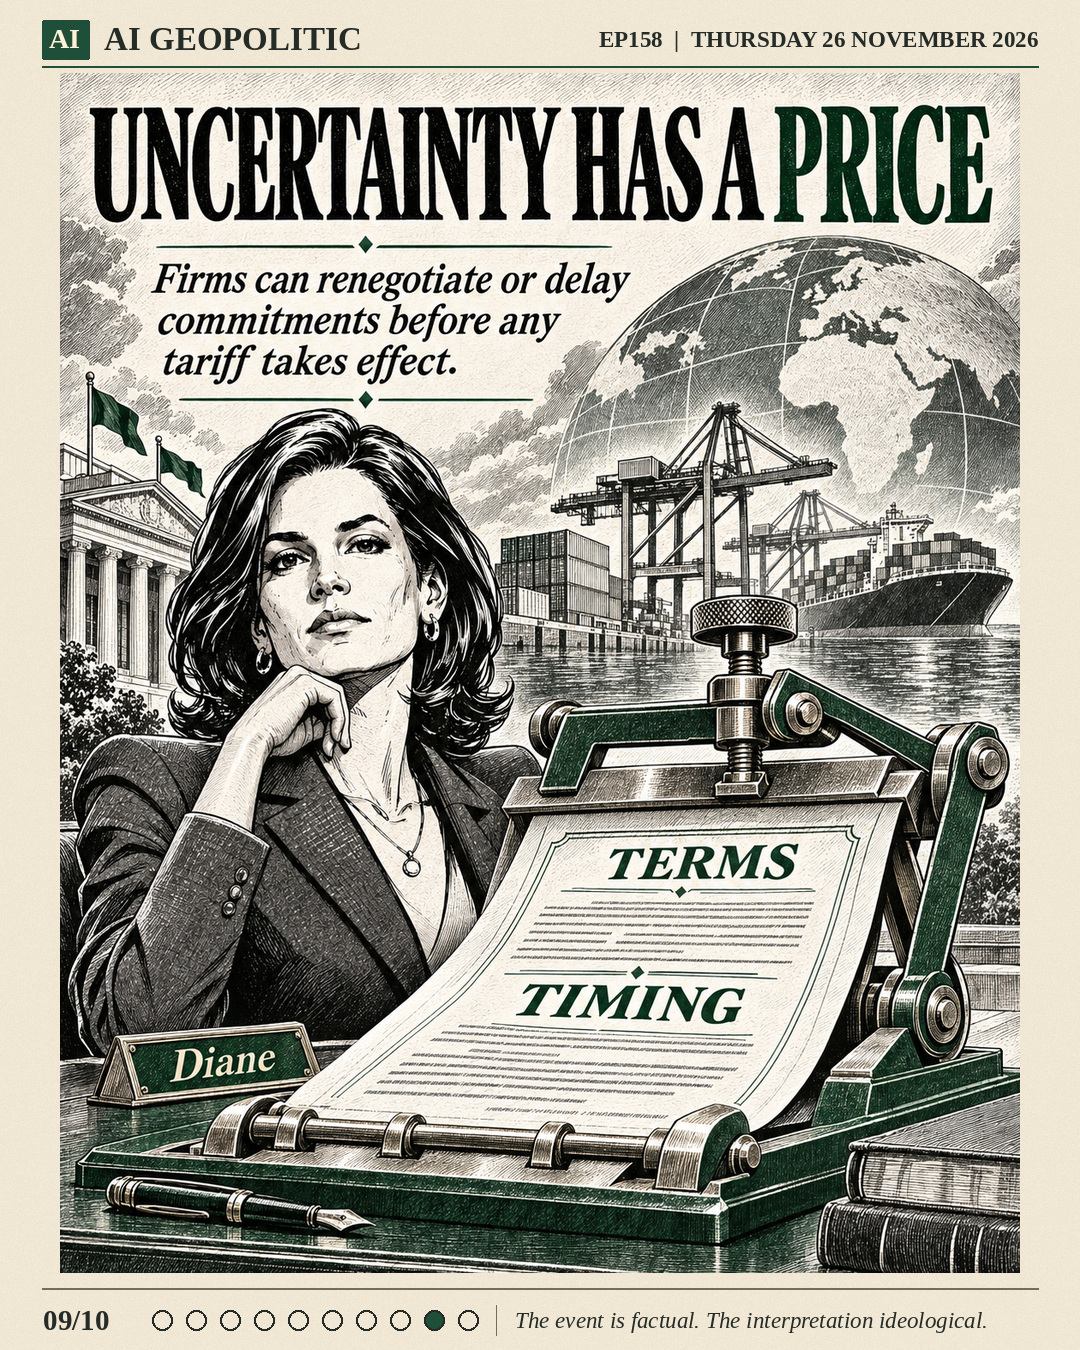 AI AI GEOPOLITIC
EP158 | THURSDAY 26 NOVEMBER 2026
UNCERTAINTY HAS A PRICE
Firms can renegotiate or delay
commitments before any
tariff takes effect.
TERMS
TIMING
Diane
09/10
The event is factual. The interpretation ideological.